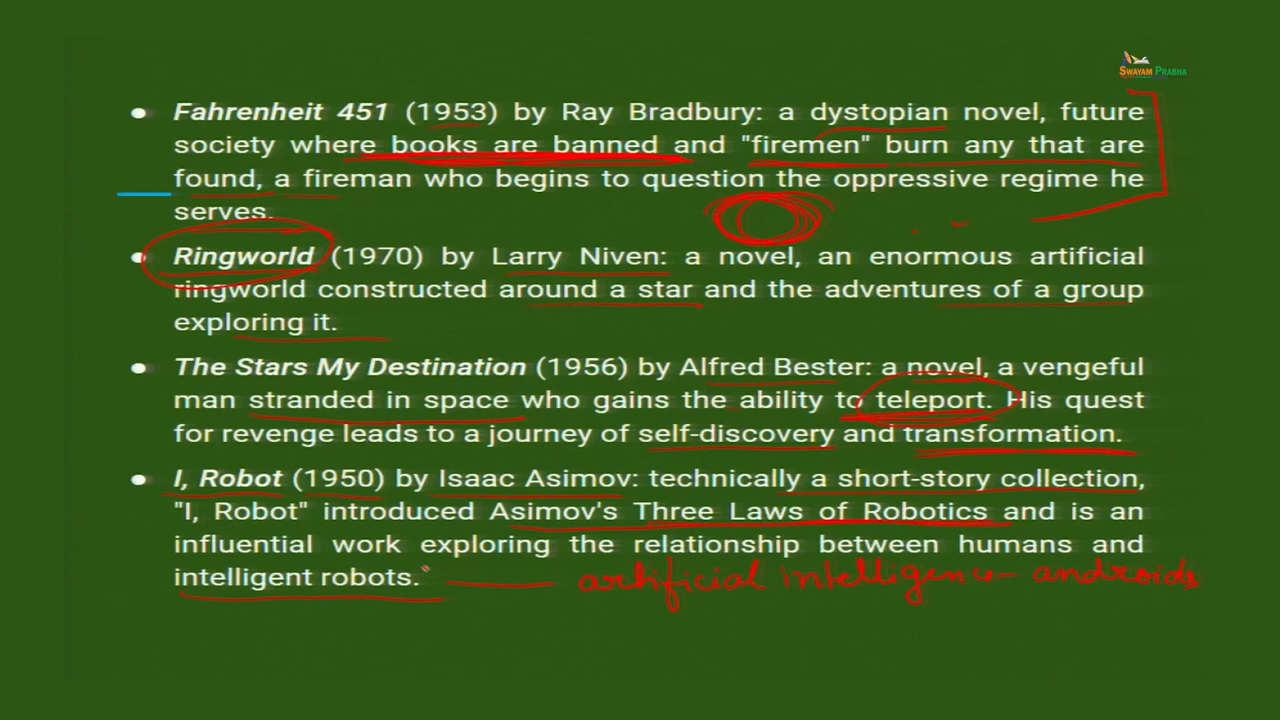 SWAYAM PRABHA
• Fahrenheit 451 (1953) by Ray Bradbury: a dystopian novel, future
society where books are banned and "firemen" burn any that are
found, a fireman who begins to question the oppressive regime he
serves.
• Ringworld (1970) by Larry Niven: a novel, an enormous artificial
ringworld constructed around a star and the adventures of a group
exploring it.
• The Stars My Destination (1956) by Alfred Bester: a novel, a vengeful
man stranded in space who gains the ability to teleport. His quest
for revenge leads to a journey of self-discovery and transformation.
• I, Robot (1950) by Isaac Asimov: technically a short-story collection,
"I, Robot" introduced Asimov's Three Laws of Robotics and is an
influential work exploring the relationship between humans and
intelligent robots. artificial intelligence – androids